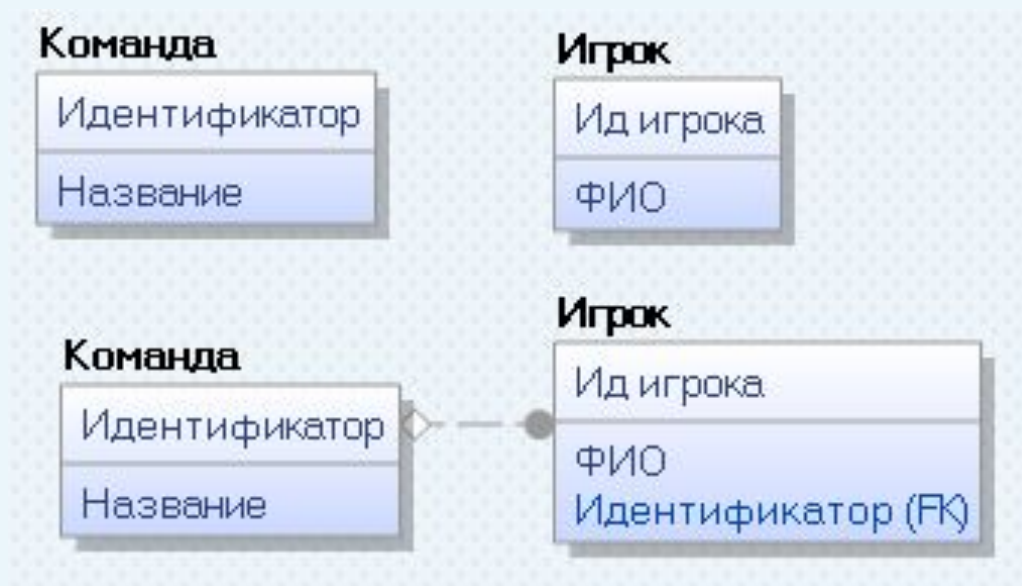 Команда
Идентификатор
Название
Игрок
Ид игрока
ФИО
Команда
Идентификатор
Название
Игрок
Ид игрока
ФИО
Идентификатор (FK)